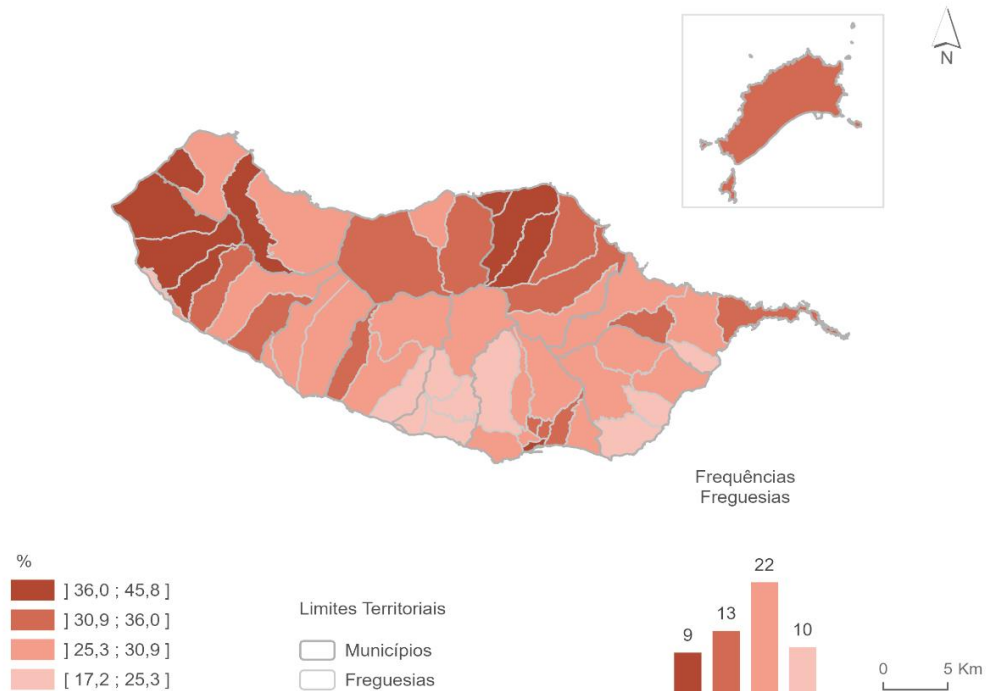 N
Frequências
Freguesias
%
] 36,0 ; 45,8 ]
] 30,9 ; 36,0 ]
] 25,3 ; 30,9 ]
[ 17,2 ; 25,3 ]
Limites Territoriais
Municípios
Freguesias
9
13
22
10
0 5 Km